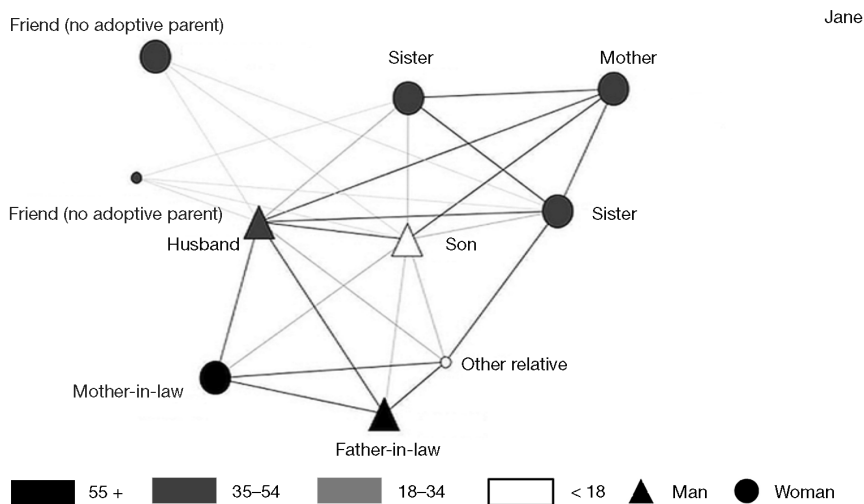 Jane
Friend (no adoptive parent)
Sister
Mother
Friend (no adoptive parent)
Sister
Husband
Son
Other relative
Mother-in-law
Father-in-law
55 +
35–54
18–34
< 18
Man
Woman